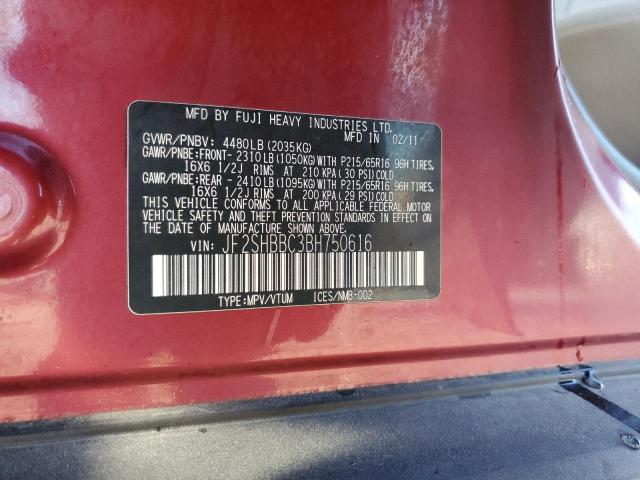 MFD BY FUJI HEAVY INDUSTRIES LTD.
MFD IN 02/11
GVWR/PNBV: 4480LB (2035KG)
GAWR/PNBE:FRONT- 2310LB(1050KG)WITH P215/65R16 96H TIRES,
16X6 1/2J RIMS AT 210 KPA( 30 PSI)COLD
GAWR/PNBE:REAR - 2410LB(1095KG)WITH P215/65R16 96H TIRES,
16X6 1/2J RIMS AT 200 KPA( 29 PSI)COLD
THIS VEHICLE CONFORMS TO ALL APPLICABLE FEDERAL MOTOR
VEHICLE SAFETY AND THEFT PREVENTION STANDARDS IN EFFECT
ON THE DATE OF MANUFACTURE SHOWN ABOVE.
VIN: JF2SHBBC3BH750616
TYPE:MPV/VTUM ICES/NMB-002